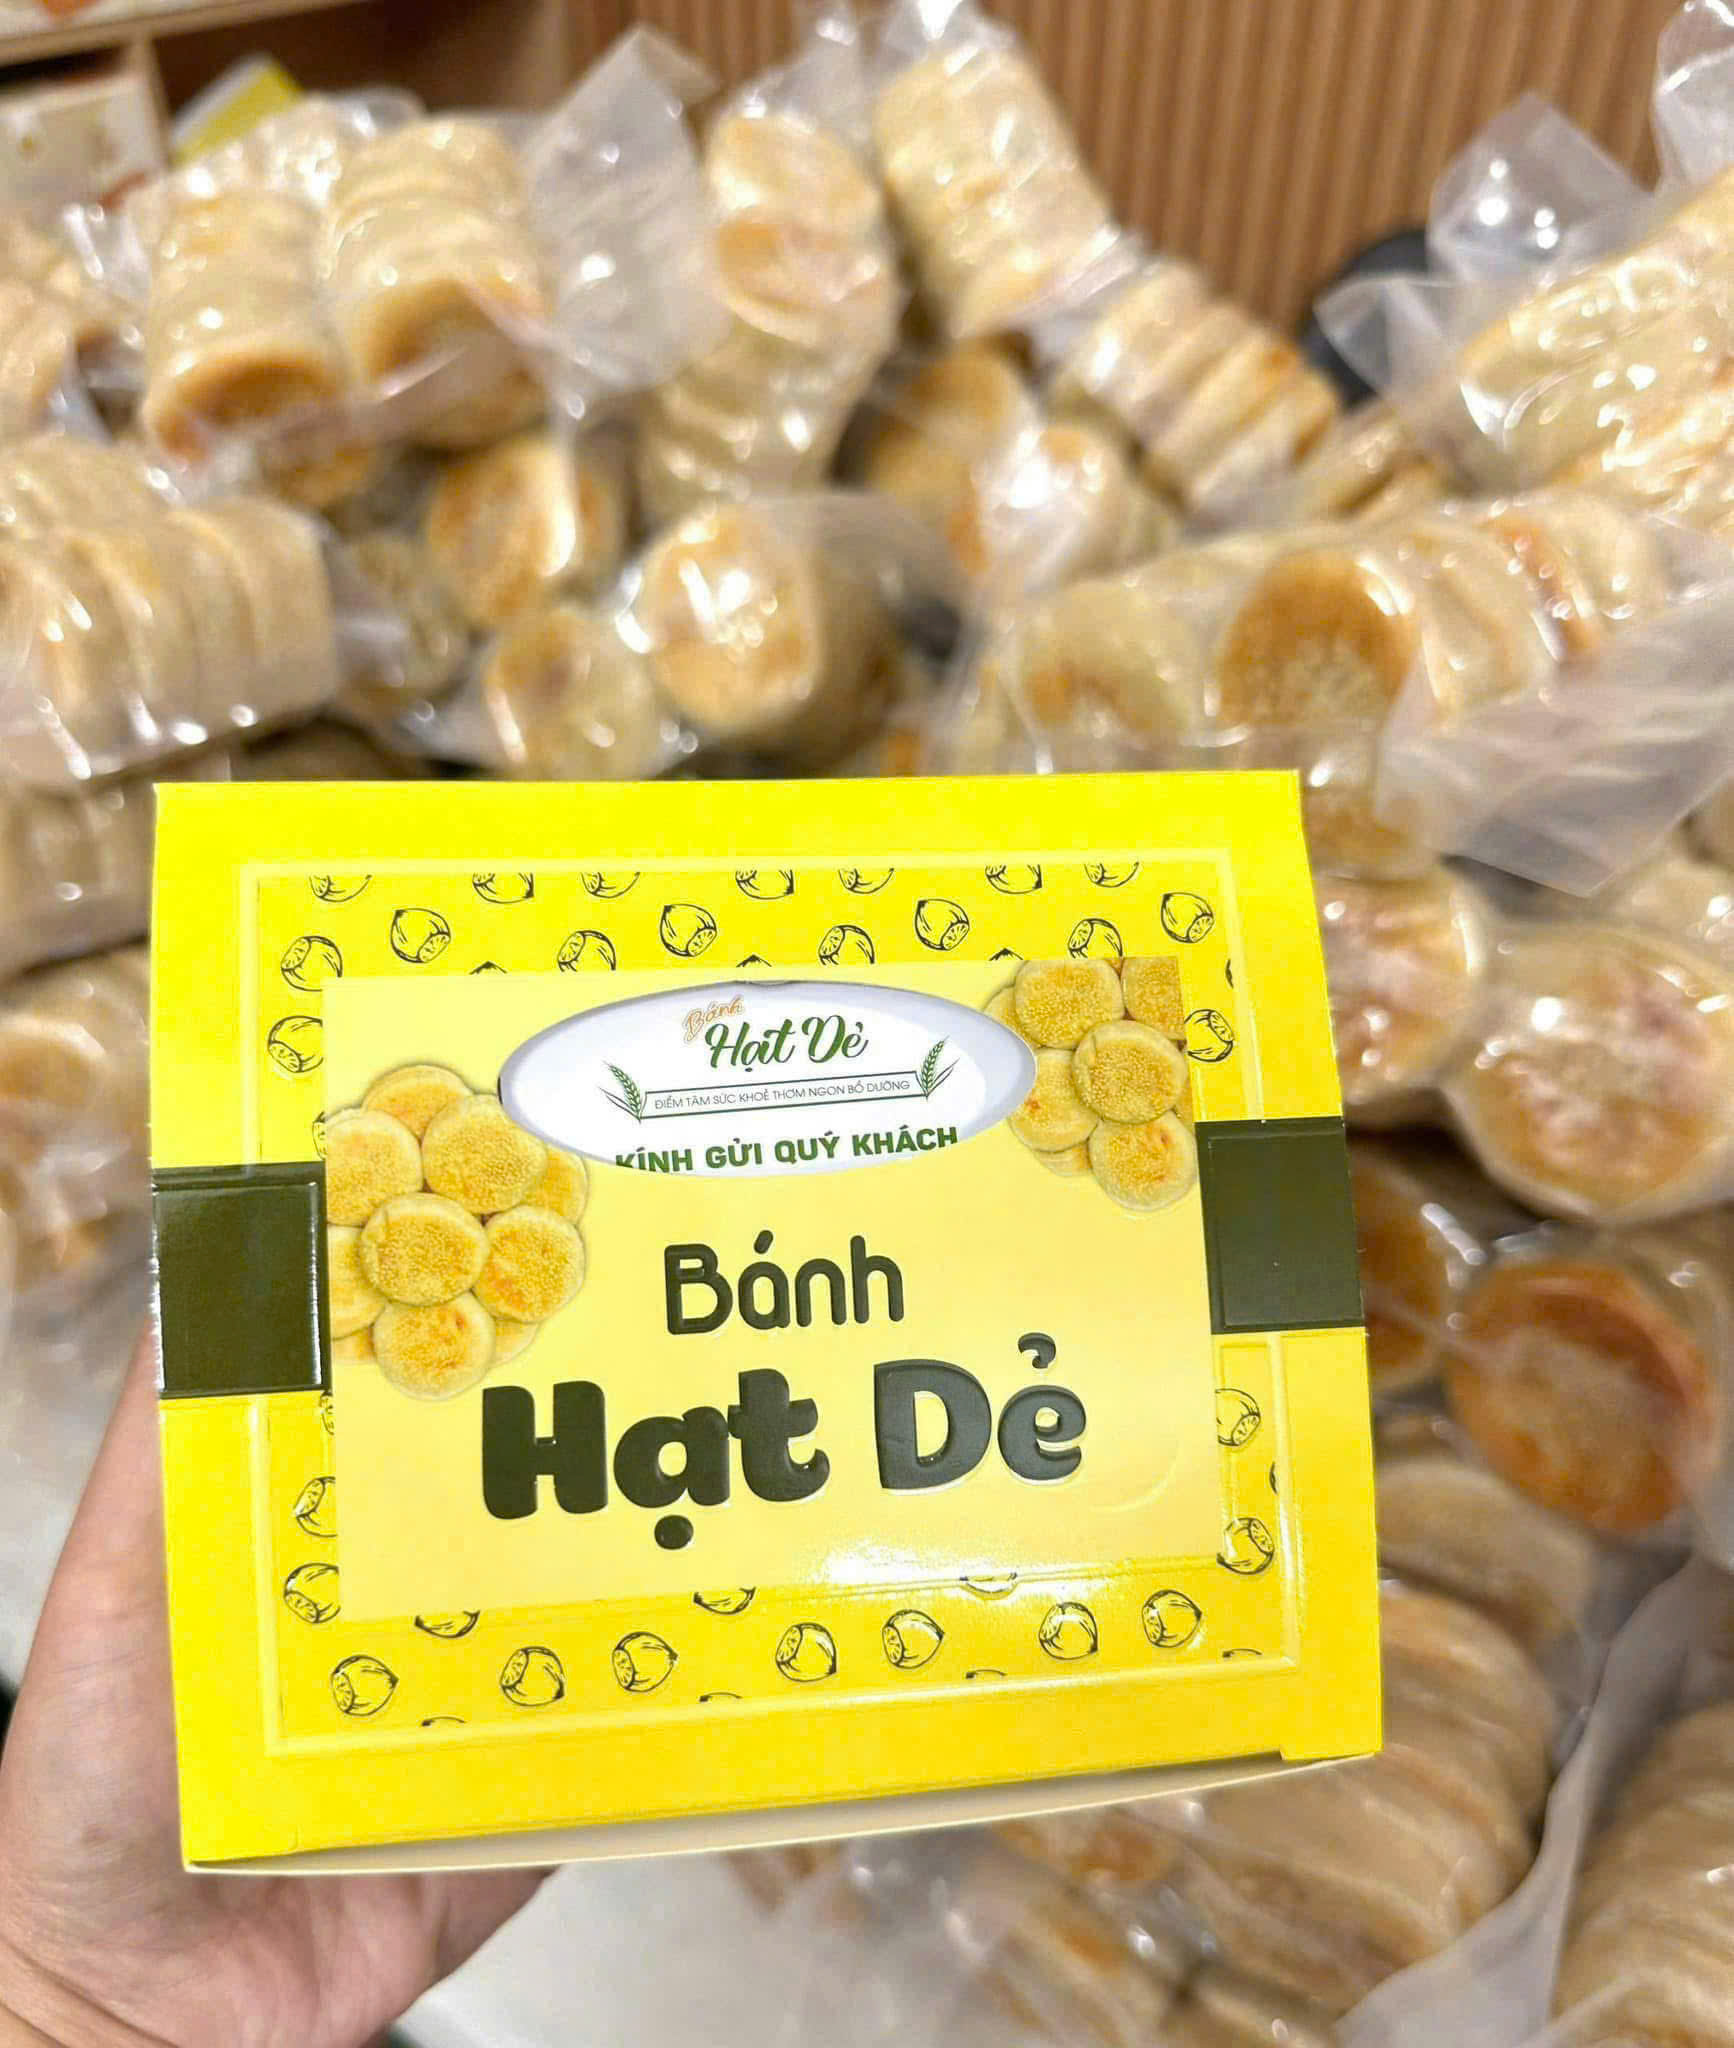 Bánh
Hạt Dẻ
ĐIỂM TÂM SỨC KHOẺ THƠM NGON BỔ DƯỠNG
KÍNH GỬI QUÝ KHÁCH
Bánh
Hạt Dẻ